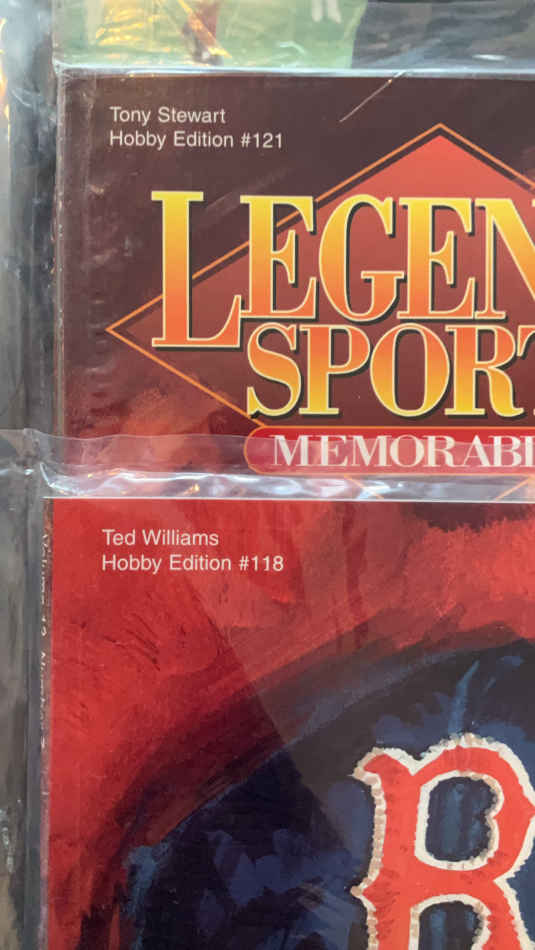 Tony Stewart
Hobby Edition #121
LEGEN
SPORT
MEMORABI
Ted Williams
Hobby Edition #118
B